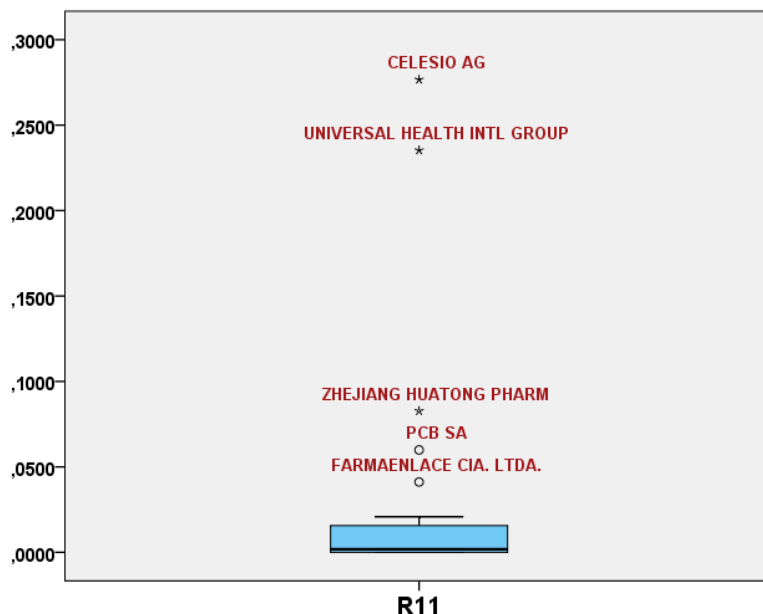 ,3000
CELESIO AG
,2500
UNIVERSAL HEALTH INTL GROUP
,2000
,1500
,1000
ZHEJIANG HUATONG PHARM
PCB SA
,0500
FARMAENLACE CIA. LTDA.
,0000
R11